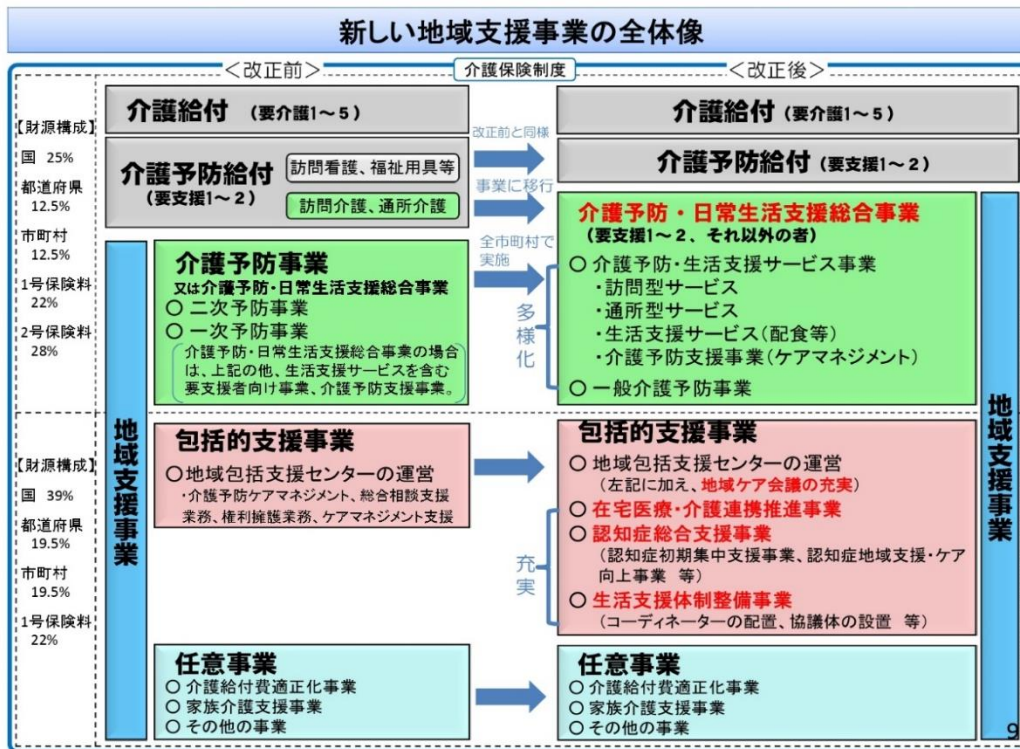 新しい地域支援事業の全体像
＜改正前＞
介護保険制度
＜改正後＞
【財源構成】
国 25%
都道府県
12.5%
市町村
12.5%
1号保険料
22%
2号保険料
28%
【財源構成】
国 39%
都道府県
19.5%
市町村
19.5%
1号保険料
22%
介護給付 （要介護1～5）
介護予防給付
（要支援1～2）
訪問看護、福祉用具等
訪問介護、通所介護
地域支援事業
介護予防事業
又は介護予防・日常生活支援総合事業
○ 二次予防事業
○ 一次予防事業
介護予防・日常生活支援総合事業の場合
は、上記の他、生活支援サービスを含む
要支援者向け事業、介護予防支援事業。
包括的支援事業
○地域包括支援センターの運営
・介護予防ケアマネジメント、総合相談支援
業務、権利擁護業務、ケアマネジメント支援
任意事業
○ 介護給付費適正化事業
○ 家族介護支援事業
○ その他の事業
改正前と同様
事業に移行
全市町村で
実施
多様化
充実
介護給付 （要介護1～5）
介護予防給付（要支援1～2）
介護予防・日常生活支援総合事業
（要支援1～2、それ以外の者）
○ 介護予防・生活支援サービス事業
・訪問型サービス
・通所型サービス
・生活支援サービス（配食等）
・介護予防支援事業（ケアマネジメント）
○ 一般介護予防事業
包括的支援事業
○ 地域包括支援センターの運営
（左記に加え、地域ケア会議の充実）
○ 在宅医療・介護連携推進事業
○ 認知症総合支援事業
（認知症初期集中支援事業、認知症地域支援・ケア
向上事業 等）
○ 生活支援体制整備事業
（コーディネーターの配置、協議体の設置 等）
任意事業
○ 介護給付費適正化事業
○ 家族介護支援事業
○ その他の事業
地域支援事業
9